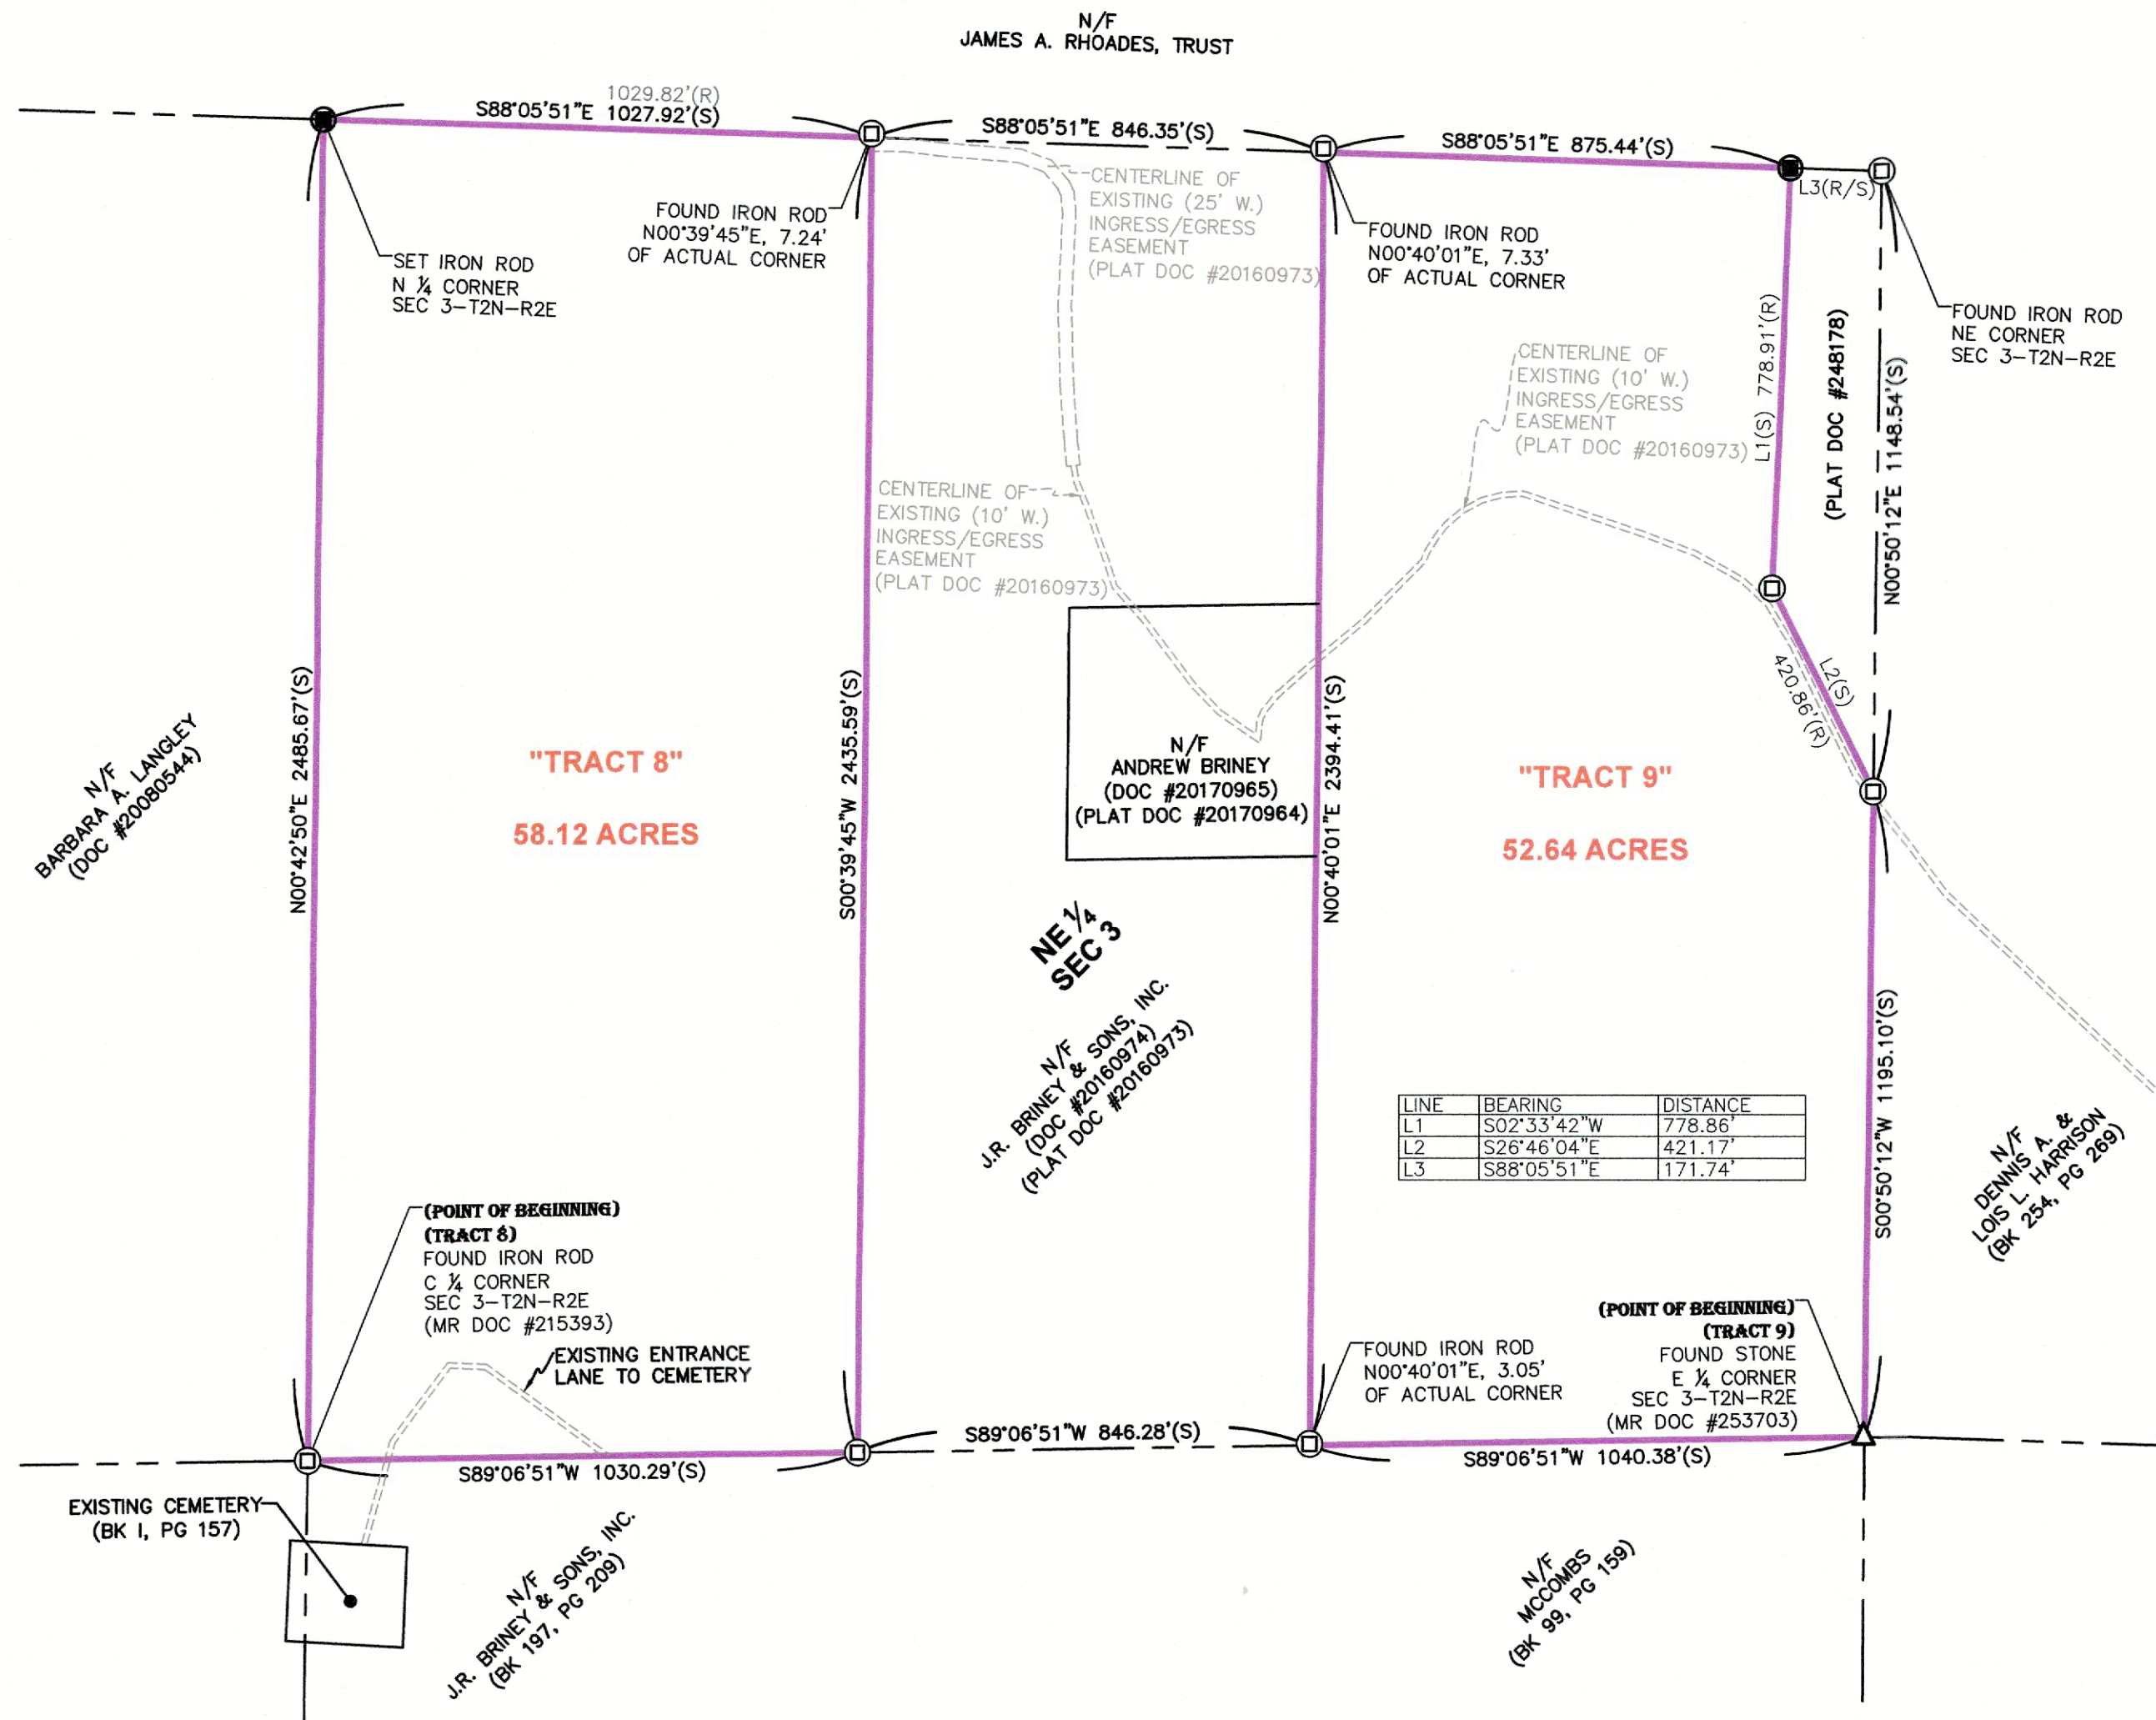 N/F
JAMES A. RHOADES, TRUST
1029.82'(R)
S88°05'51"E 1027.92'(S)
S88°05'51"E 846.35'(S)
S88°05'51"E 875.44'(S)
L3(R/S)
SET IRON ROD
N ¼ CORNER
SEC 3-T2N-R2E
FOUND IRON ROD
N00°39'45"E, 7.24'
OF ACTUAL CORNER
CENTERLINE OF
EXISTING (25' W.)
INGRESS/EGRESS
EASEMENT
(PLAT DOC #20160973)
FOUND IRON ROD
N00°40'01"E, 7.33'
OF ACTUAL CORNER
FOUND IRON ROD
NE CORNER
SEC 3-T2N-R2E
L1(S) 778.91'(R)
(PLAT DOC #248178)
N00°50'12"E 1148.54'(S)
CENTERLINE OF
EXISTING (10' W.)
INGRESS/EGRESS
EASEMENT
(PLAT DOC #20160973)
CENTERLINE OF
EXISTING (10' W.)
INGRESS/EGRESS
EASEMENT
(PLAT DOC #20160973)
L2(S)
420.86'(R)
N/F
BARBARA A. LANGLEY
(DOC #20080544)
N00°42'50"E 2485.67'(S)
"TRACT 8"
58.12 ACRES
S00°39'45"W 2435.59'(S)
N/F
ANDREW BRINEY
(DOC #20170965)
(PLAT DOC #20170964)
N00°40'01"E 2394.41'(S)
"TRACT 9"
52.64 ACRES
NE ¼
SEC 3
N/F
J.R. BRINEY & SONS, INC.
(DOC #20160974)
(PLAT DOC #20160973)
LINE BEARING DISTANCE
L1 S02°33'42"W 778.86'
L2 S26°46'04"E 421.17'
L3 S88°05'51"E 171.74'
S00°50'12"W 1195.10'(S)
N/F
DENNIS A. &
LOIS L. HARRISON
(BK 254, PG 269)
(POINT OF BEGINNING)
(TRACT 8)
FOUND IRON ROD
C ¼ CORNER
SEC 3-T2N-R2E
(MR DOC #215393)
EXISTING ENTRANCE
LANE TO CEMETERY
FOUND IRON ROD
N00°40'01"E, 3.05'
OF ACTUAL CORNER
(POINT OF BEGINNING)
(TRACT 9)
FOUND STONE
E ¼ CORNER
SEC 3-T2N-R2E
(MR DOC #253703)
S89°06'51"W 1030.29'(S)
S89°06'51"W 846.28'(S)
S89°06'51"W 1040.38'(S)
EXISTING CEMETERY
(BK I, PG 157)
N/F
J.R. BRINEY & SONS, INC.
(BK 197, PG 209)
N/F
MCCOMBS
(BK 99, PG 159)